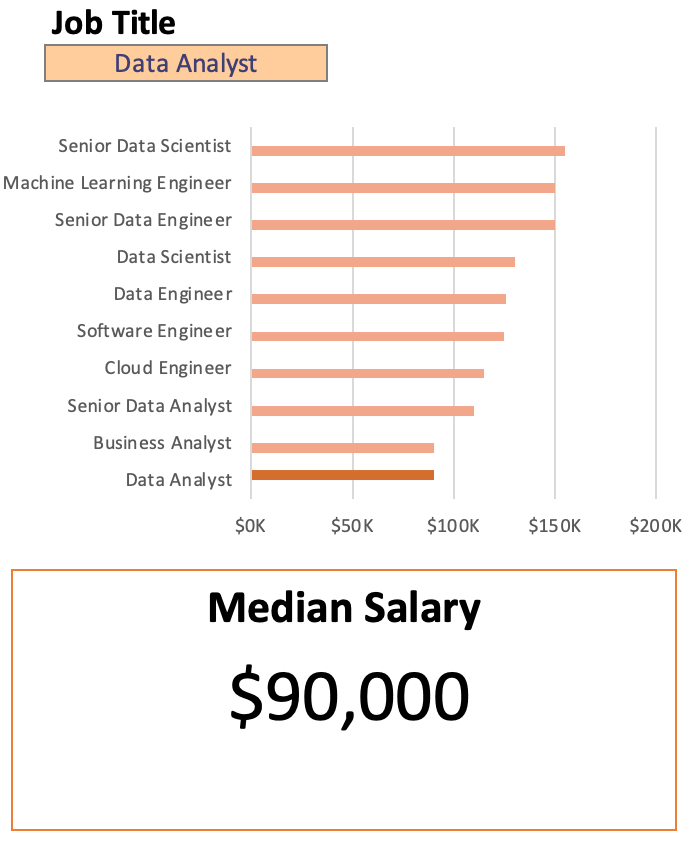 Job Title
Data Analyst
Senior Data Scientist
Machine Learning Engineer
Senior Data Engineer
Data Scientist
Data Engineer
Software Engineer
Cloud Engineer
Senior Data Analyst
Business Analyst
Data Analyst
$0K $50K $100K $150K $200K
Median Salary
$90,000